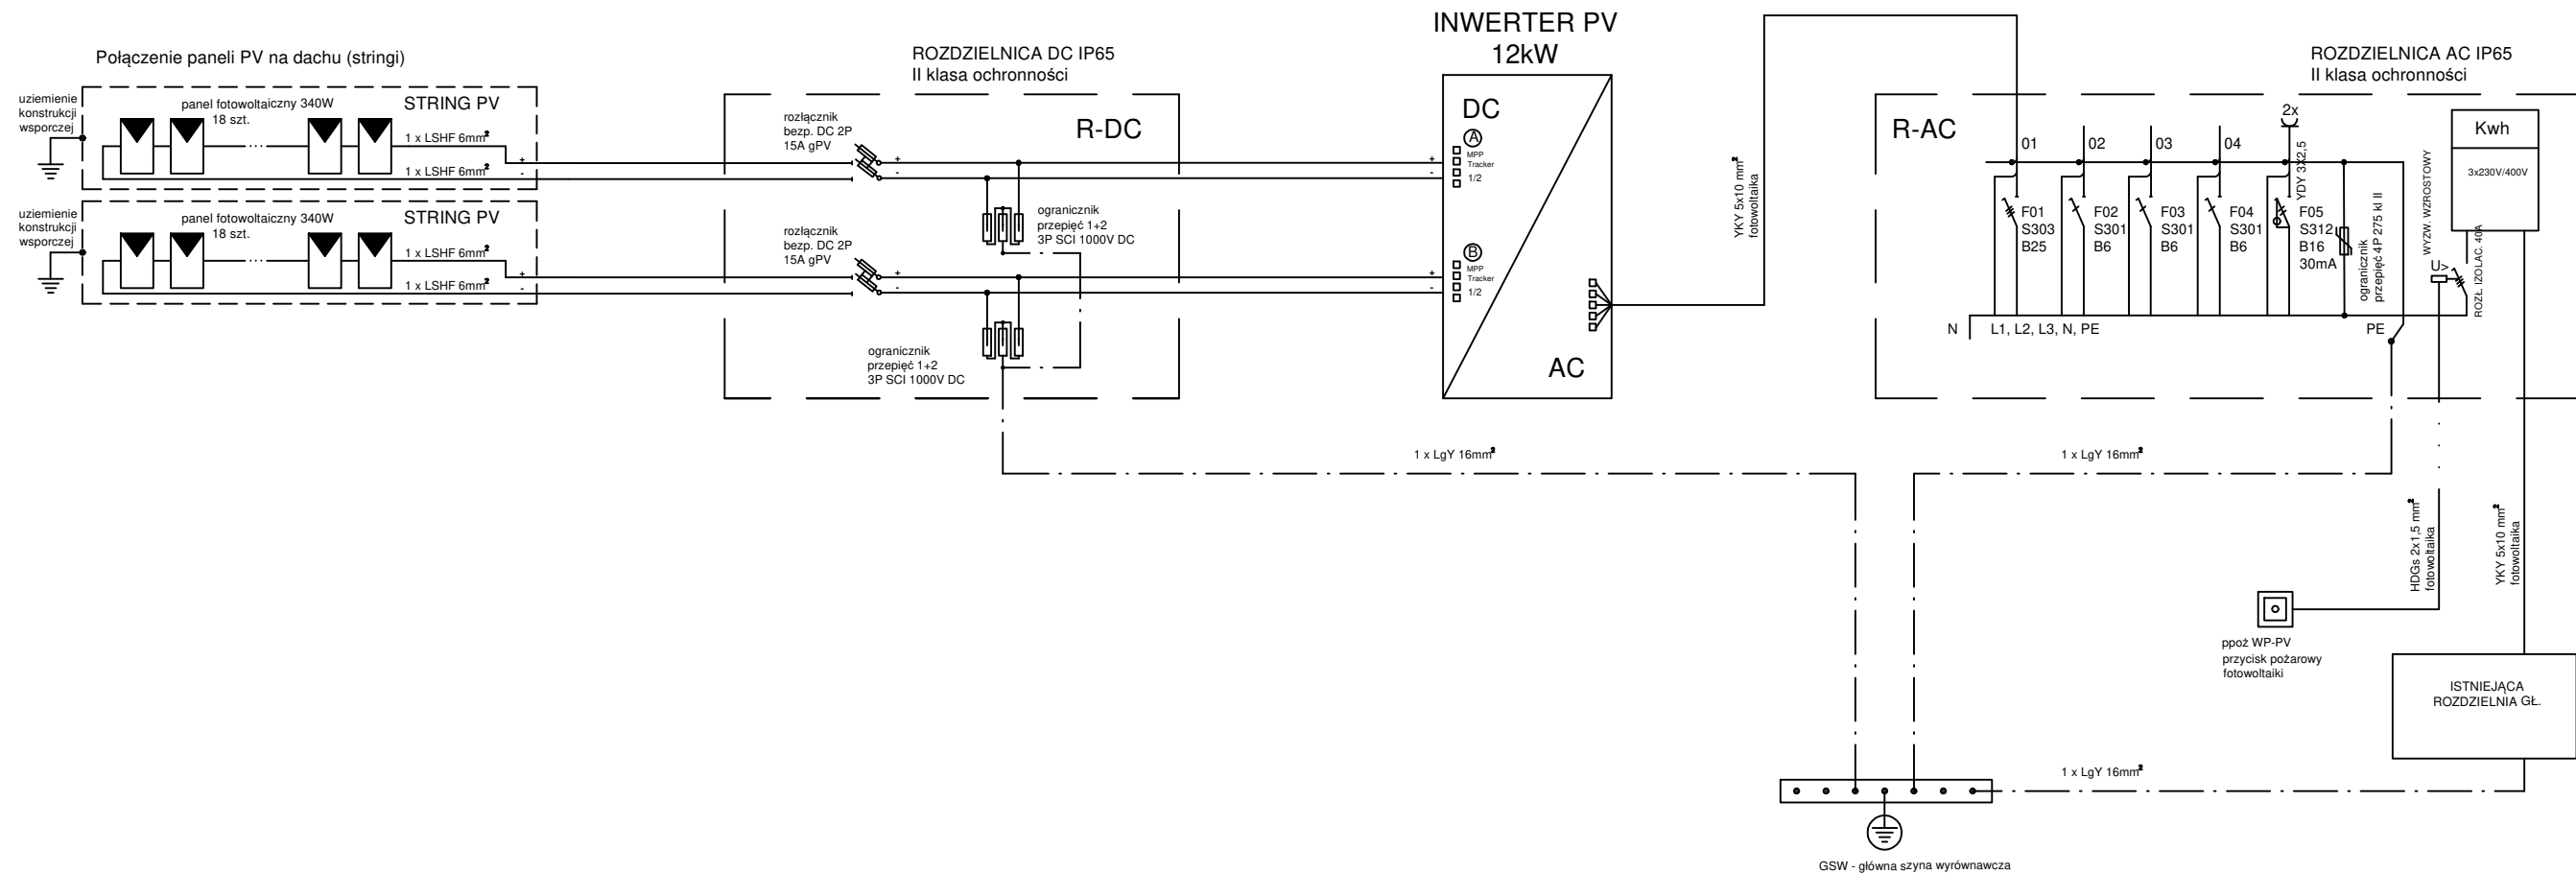 Połączenie paneli PV na dachu (stringi)
uziemienie
konstrukcji
wsporczej
panel fotowoltaiczny 340W
18 szt.
STRING PV
1 x LSHF 6mm²
1 x LSHF 6mm²
+
-
uziemienie
konstrukcji
wsporczej
panel fotowoltaiczny 340W
18 szt.
STRING PV
1 x LSHF 6mm²
1 x LSHF 6mm²
+
-
ROZDZIELNICA DC IP65
II klasa ochronności
R-DC
rozłącznik
bezp. DC 2P
15A gPV
+
-
ogranicznik
przepięć 1+2
3P SCI 1000V DC
rozłącznik
bezp. DC 2P
15A gPV
+
-
ogranicznik
przepięć 1+2
3P SCI 1000V DC
INWERTER PV
12kW
DC
A
MPP
Tracker
1/2
+
-
B
MPP
Tracker
1/2
+
-
AC
YKY 5x10 mm²
fotowoltaika
ROZDZIELNICA AC IP65
II klasa ochronności
R-AC
01
02
03
04
2x
YDY 3X2,5
F01
S303
B25
F02
S301
B6
F03
S301
B6
F04
S301
B6
F05
S312
B16
30mA
ogranicznik
przepięć 4P 275 kl II
WYZW. WZROSTOWY
U>
ROZŁ. IZOLAC. 40A
Kwh
3x230V/400V
N
L1, L2, L3, N, PE
PE
1 x LgY 16mm²
1 x LgY 16mm²
HDGs 2x1,5 mm²
fotowoltaika
YKY 5x10 mm²
fotowoltaika
ppoż WP-PV
przycisk pożarowy
fotowoltaiki
ISTNIEJĄCA
ROZDZIELNIA GŁ.
1 x LgY 16mm²
GSW - główna szyna wyrównawcza